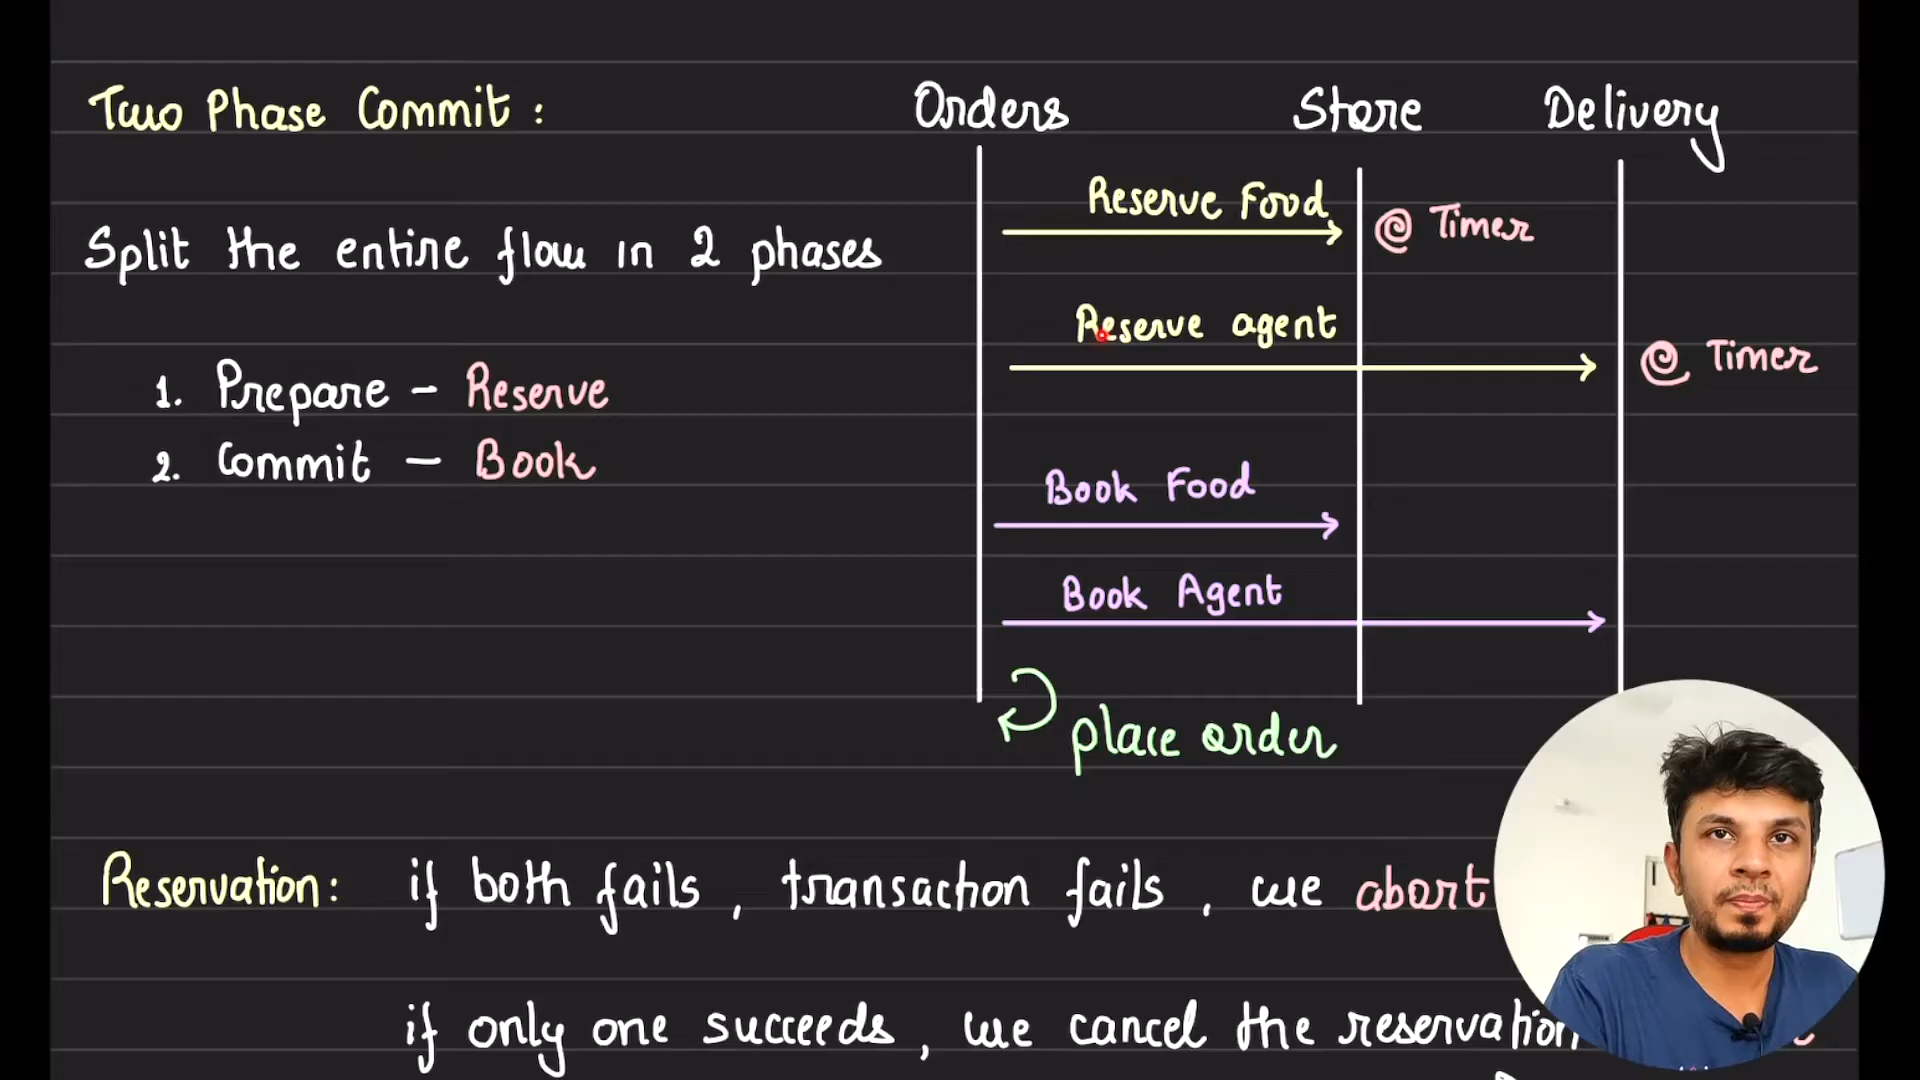 Two Phase Commit :
Orders Store Delivery
Reserve Food
@ Timer
Split the entire flow in 2 phases
Reserve agent
@ Timer
1. Prepare - Reserve
2. Commit - Book
Book Food
Book Agent
place order
Reservation: if both fails, transaction fails, we abort
if only one succeeds, we cancel the reservation